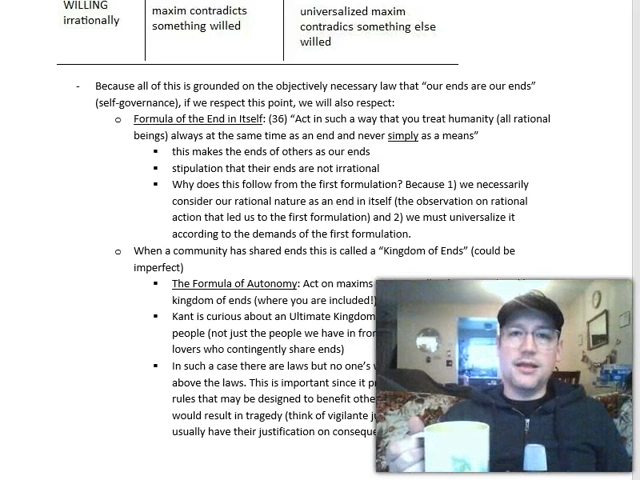 WILLING
irrationally
maxim contradicts
something willed
universalized maxim
contradics something else
willed
- Because all of this is grounded on the objectively necessary law that “our ends are our ends”
(self-governance), if we respect this point, we will also respect:
o Formula of the End in Itself: (36) “Act in such a way that you treat humanity (all rational
beings) always at the same time as an end and never simply as a means”
▪ this makes the ends of others as our ends
▪ stipulation that their ends are not irrational
▪ Why does this follow from the first formulation? Because 1) we necessarily
consider our rational nature as an end in itself (the observation on rational
action that led us to the first formulation) and 2) we must universalize it
according to the demands of the first formulation.
o When a community has shared ends this is called a “Kingdom of Ends” (could be
imperfect)
▪ The Formula of Autonomy: Act on maxims
kingdom of ends (where you are included!)
▪ Kant is curious about an Ultimate Kingdom
people (not just the people we have in
lovers who contingently share ends)
▪ In such a case there are laws but no one’s
above the laws. This is important since it
rules that may be designed to benefit
would result in tragedy (think of vigilante
usually have their justification on